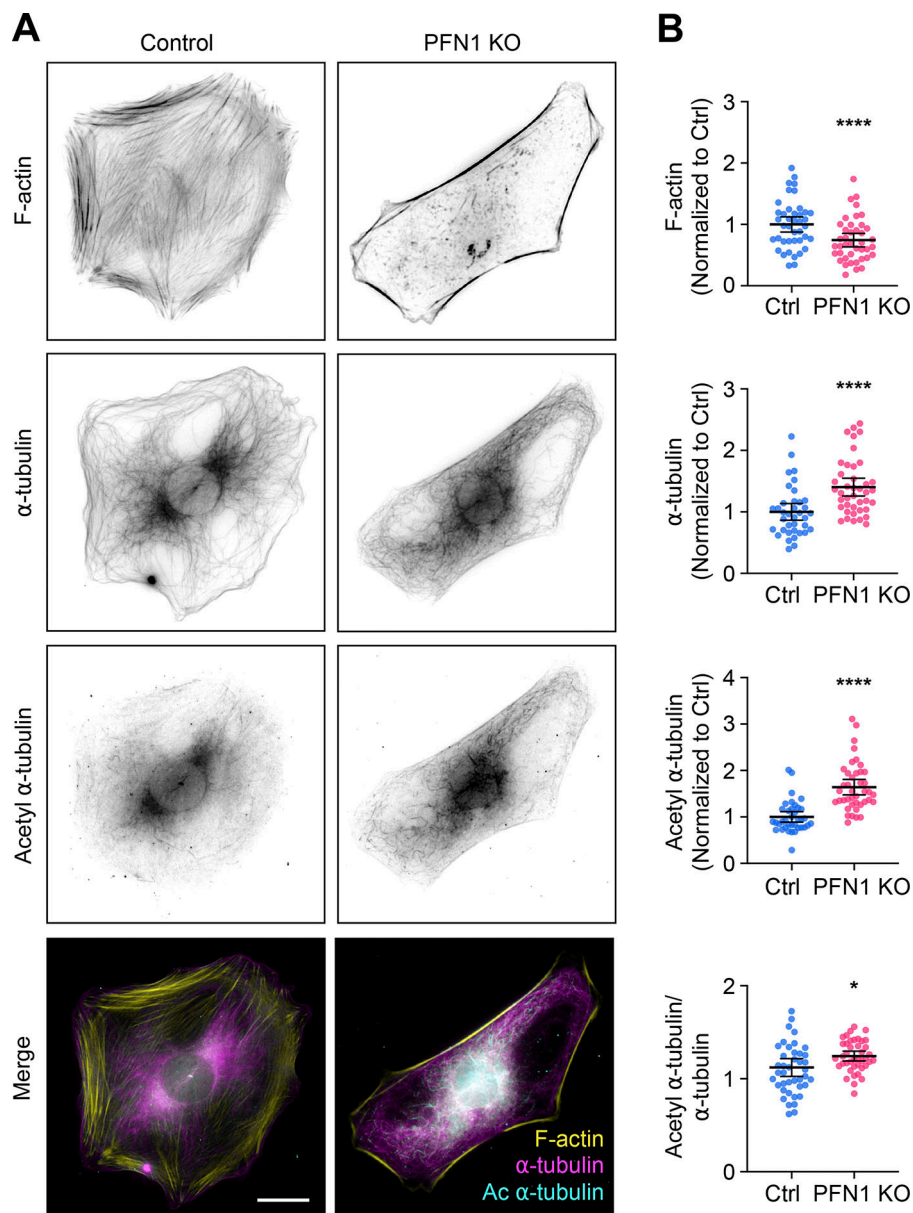 A
Control
PFN1 KO
F-actin
α-tubulin
Acetyl α-tubulin
Merge
F-actin
α-tubulin
Ac α-tubulin
B
F-actin
(Normalized to Ctrl)
3
2
1
0
****
Ctrl
PFN1 KO
α-tubulin
(Normalized to Ctrl)
3
2
1
0
****
Ctrl
PFN1 KO
Acetyl α-tubulin
(Normalized to Ctrl)
4
3
2
1
0
****
Ctrl
PFN1 KO
Acetyl α-tubulin/
α-tubulin
2
1
0
*
Ctrl
PFN1 KO